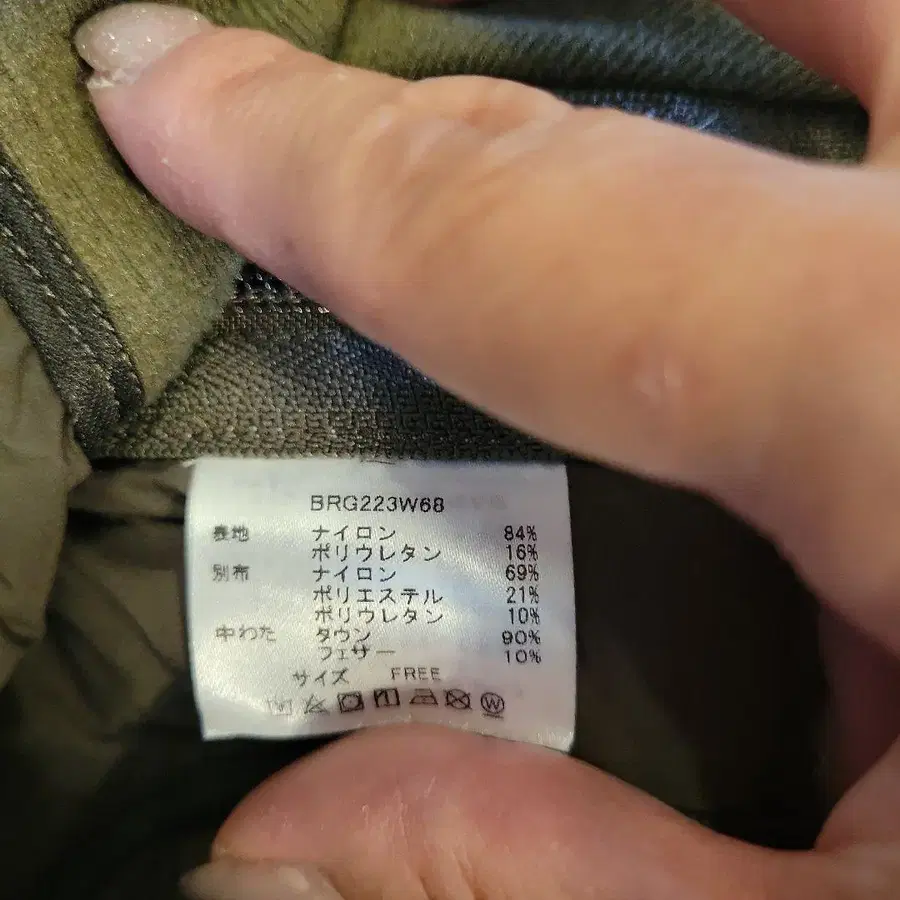 BRG223W68
表地 ナイロン 84%
ポリウレタン 16%
別布 ナイロン 69%
ポリエステル 21%
ポリウレタン 10%
中わた ダウン 90%
フェザー 10%
サイズ FREE
W